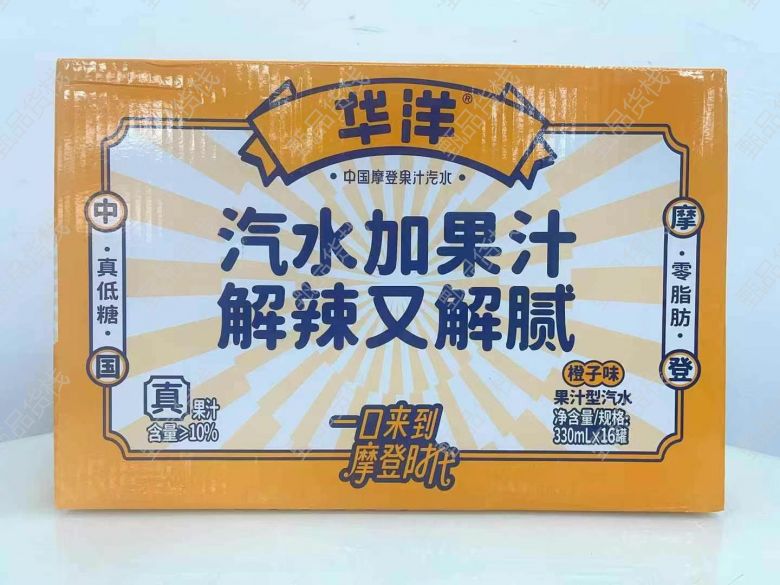 华洋®
·中国摩登果汁汽水·
汽水加果汁
解辣又解腻
中·真低糖·国
摩·零脂肪·登
真果汁
含量>10%
一口来到
摩登时代
橙子味
果汁型汽水
净含量/规格:
330mL×16罐